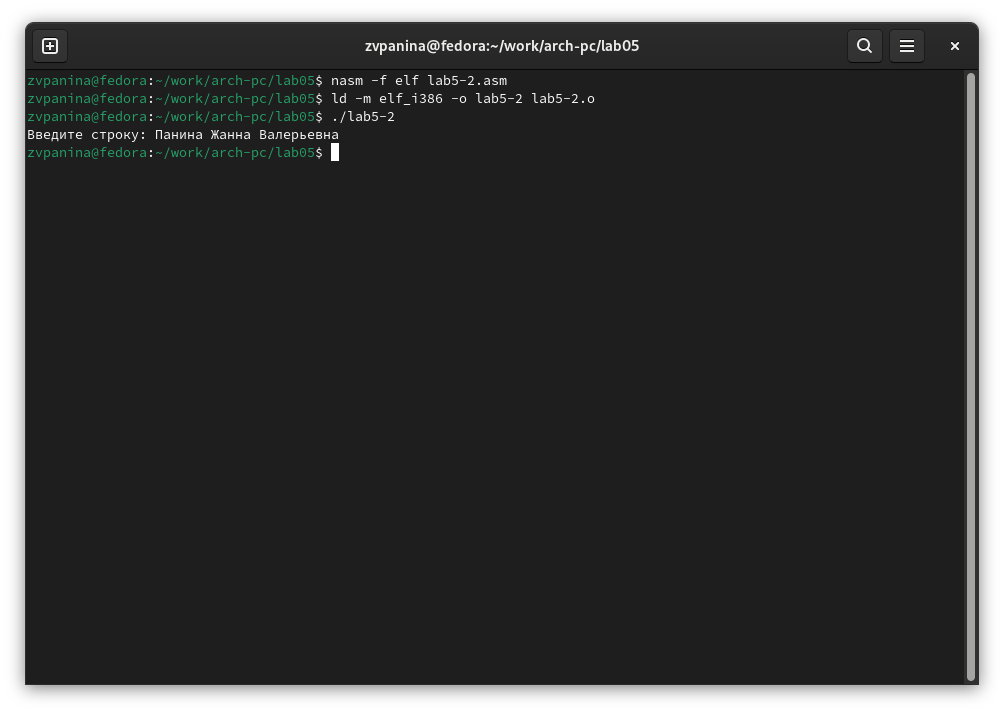 zvpanina@fedora:~/work/arch-pc/lab05
zvpanina@fedora:~/work/arch-pc/lab05$ nasm -f elf lab5-2.asm
zvpanina@fedora:~/work/arch-pc/lab05$ ld -m elf_i386 -o lab5-2 lab5-2.o
zvpanina@fedora:~/work/arch-pc/lab05$ ./lab5-2
Введите строку: Панина Жанна Валерьевна
zvpanina@fedora:~/work/arch-pc/lab05$